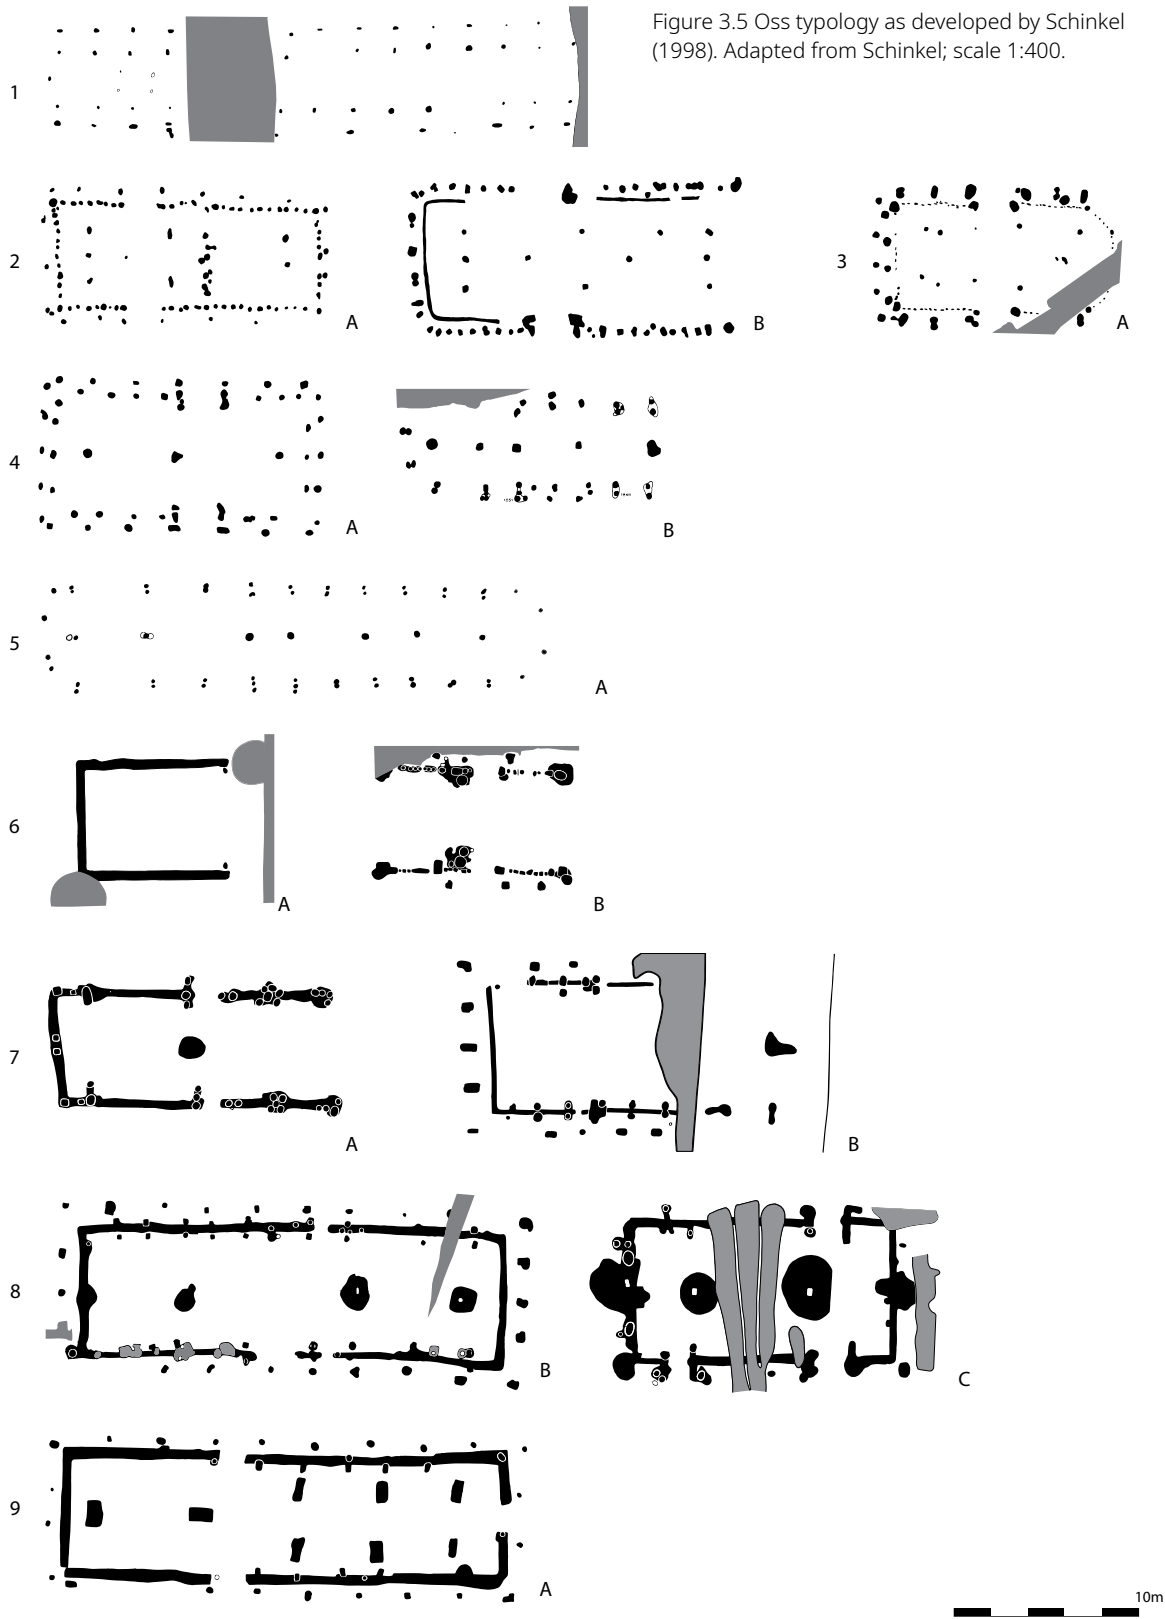 Figure 3.5 Oss typology as developed by Schinkel
(1998). Adapted from Schinkel; scale 1:400.
1
2
A
B
3
A
4
A
B
5
A
6
A
B
7
A
B
8
B
C
9
A
10m